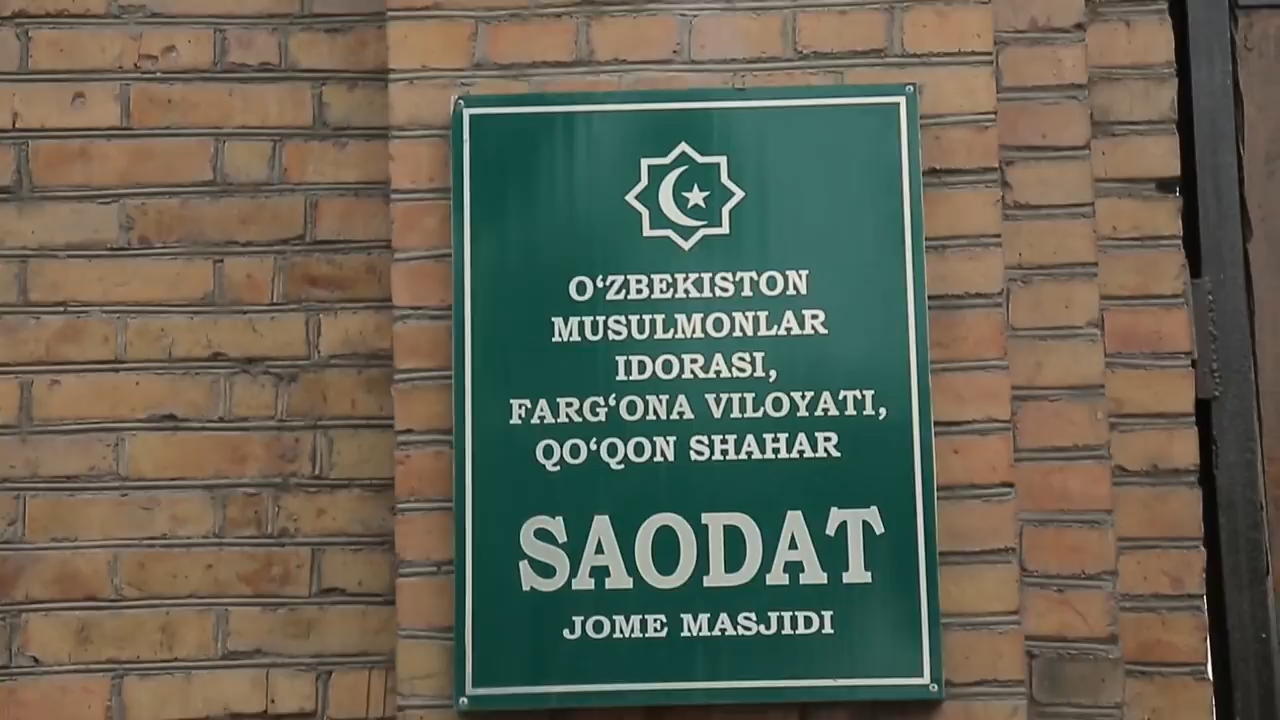 O‘ZBEKISTON
MUSULMONLAR
IDORASI,
FARG‘ONA VILOYATI,
QO‘QON SHAHAR
SAODAT
JOME MASJIDI